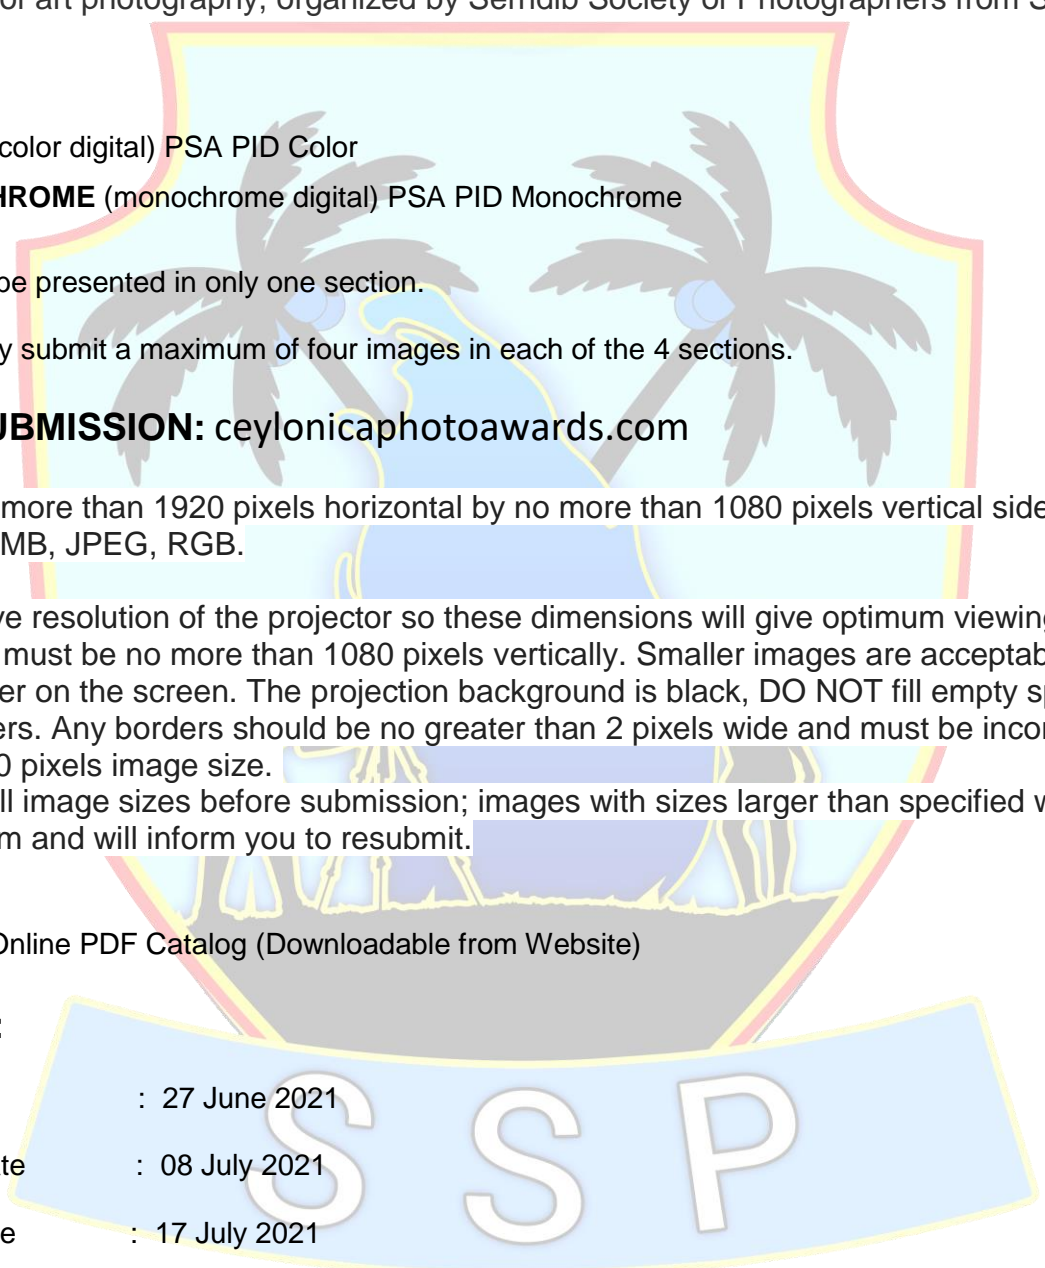 or art photography, organized by Serndib Society of Photographers from S
color digital) PSA PID Color
HROME (monochrome digital) PSA PID Monochrome
be presented in only one section.
y submit a maximum of four images in each of the 4 sections.
UBMISSION: ceylonicaphotoawards.com
more than 1920 pixels horizontal by no more than 1080 pixels vertical side
MB, JPEG, RGB.
ve resolution of the projector so these dimensions will give optimum viewing
must be no more than 1080 pixels vertically. Smaller images are acceptab
er on the screen. The projection background is black, DO NOT fill empty sp
ers. Any borders should be no greater than 2 pixels wide and must be incor
0 pixels image size.
ll image sizes before submission; images with sizes larger than specified w
m and will inform you to resubmit.
Online PDF Catalog (Downloadable from Website)
:
: 27 June 2021
te : 08 July 2021
e : 17 July 2021
S S P